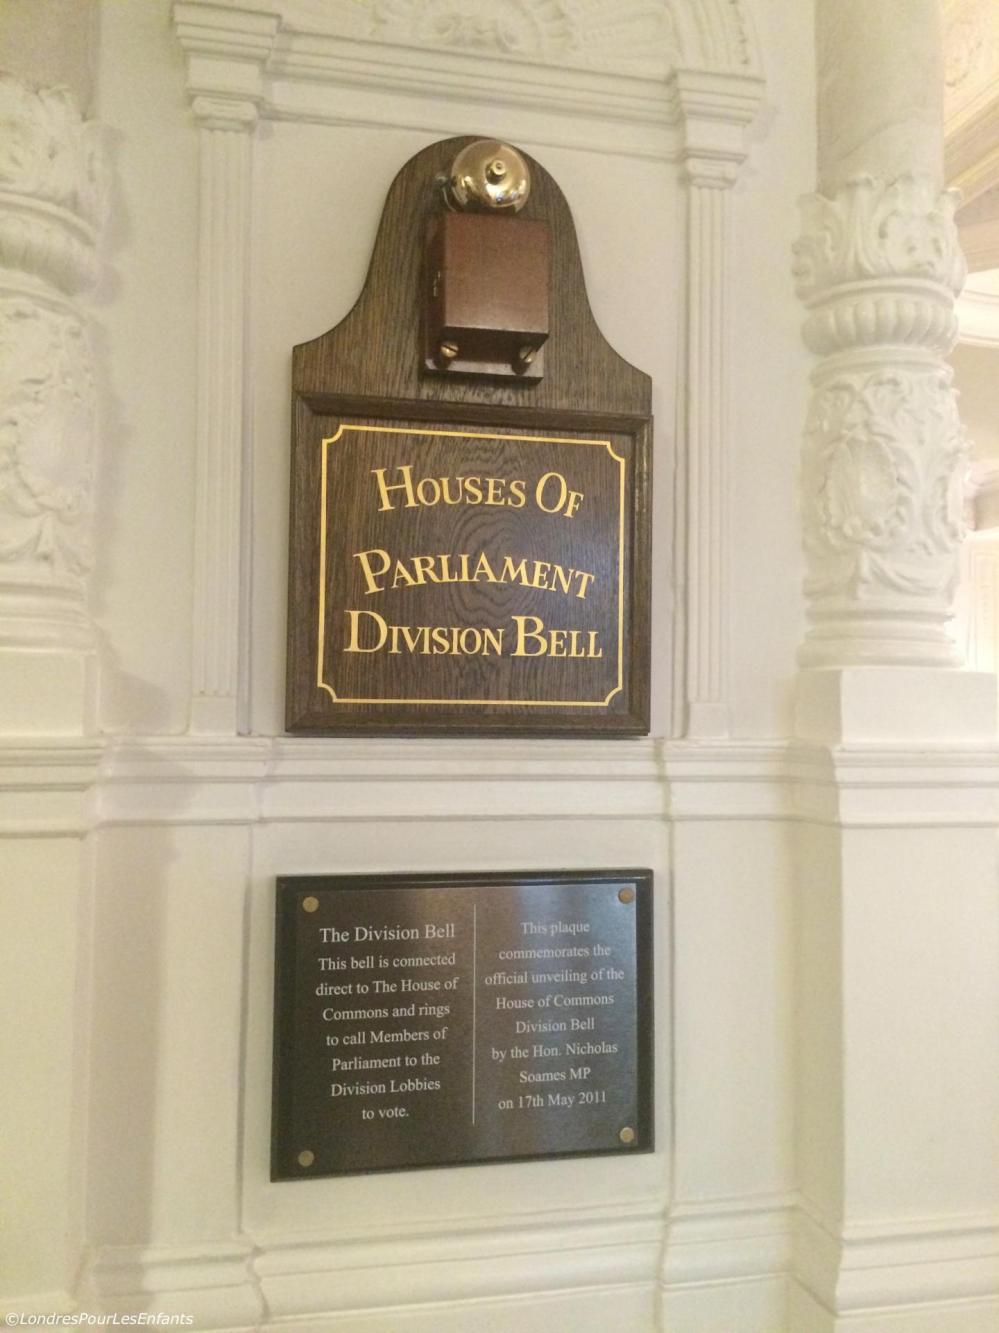 HOUSES OF
PARLIAMENT
DIVISION BELL
The Division Bell
This bell is connected
direct to The House of
Commons and rings
to call Members of
Parliament to the
Division Lobbies
to vote.
This plaque
commemorates the
official unveiling of the
House of Commons
Division Bell
by the Hon. Nicholas
Soames MP
on 17th May 2011
©LondresPourLesEnfants